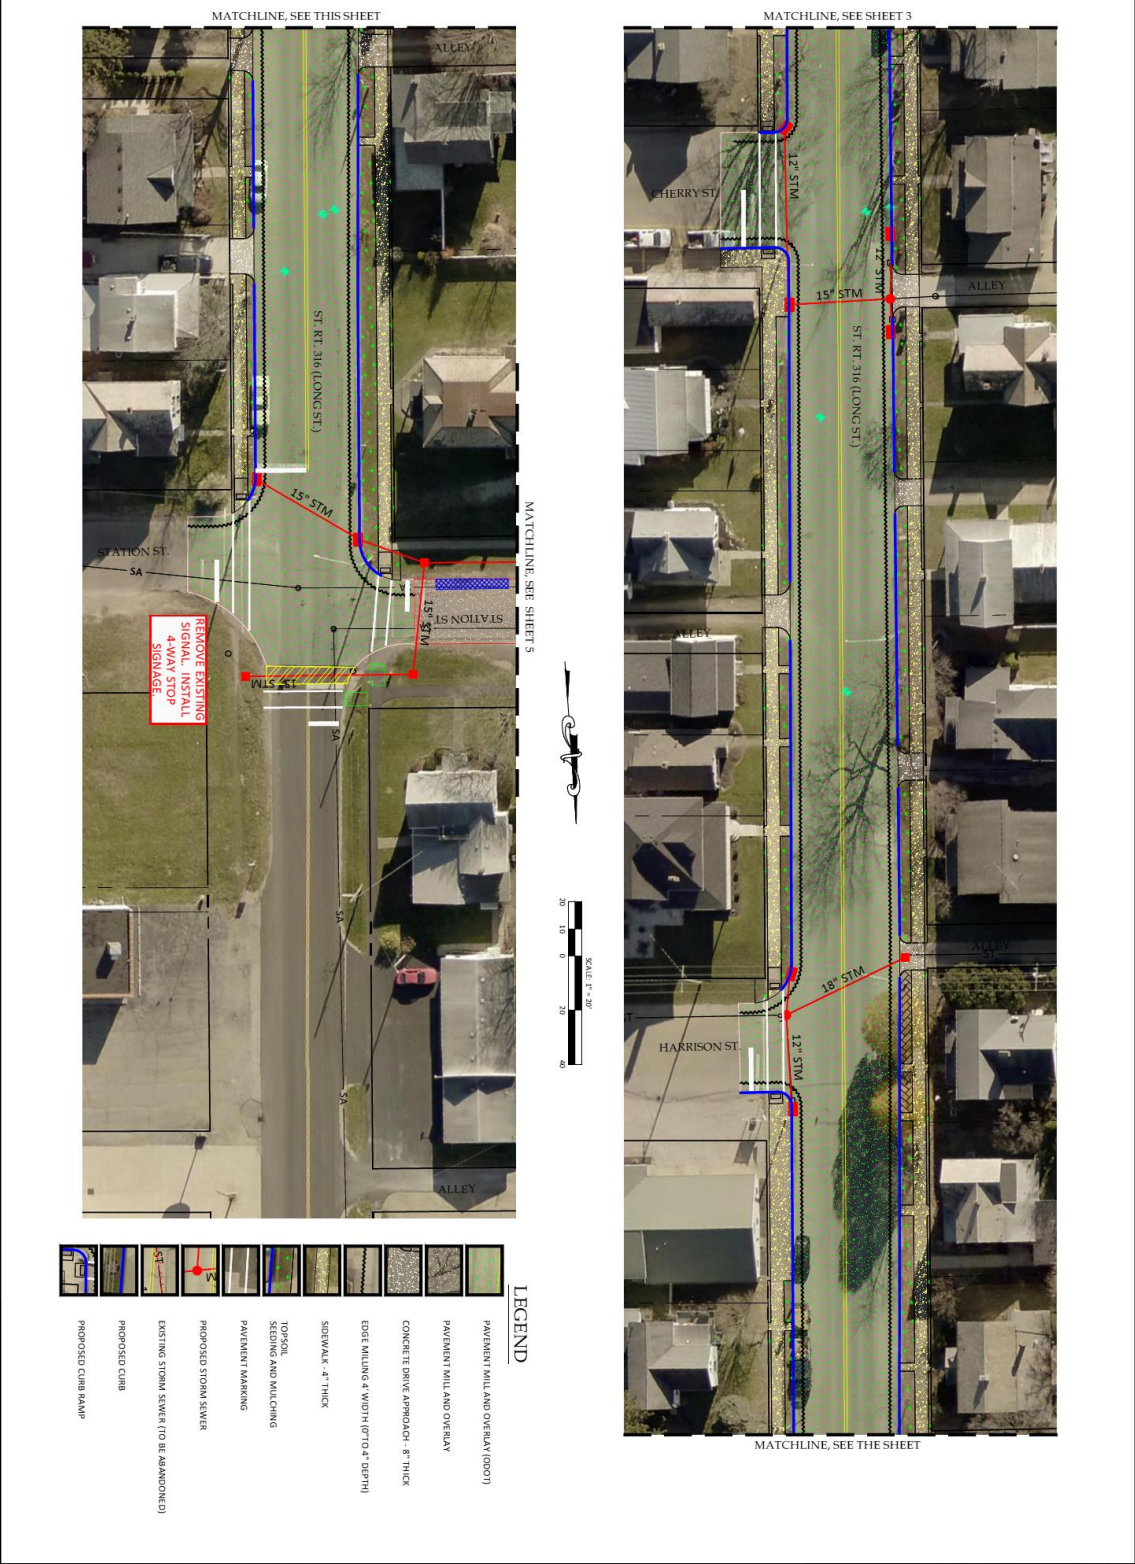 MATCHLINE, SEE THIS SHEET
ALLEY
ALLEY
ST. RT. 316 (LONG ST.)
15" STM
STATION ST.
SA
15" STM
STATION ST.
MATCHLINE, SEE SHEET 5
REMOVE EXISTING
SIGNAL. INSTALL
4-WAY STOP
SIGNAGE.
15" STM
SA
SA
SA
ALLEY
20
10
0
20
40
SCALE: 1" = 20'
MATCHLINE, SEE SHEET 3
12" STM
CHERRY ST.
12" STM
15" STM
ALLEY
ST. RT. 316 (LONG ST.)
ALLEY
ALLEY
ST
18" STM
ST
HARRISON ST.
12" STM
MATCHLINE, SEE THE SHEET
LEGEND
PAVEMENT MILL AND OVERLAY (ODOT)
PAVEMENT MILL AND OVERLAY
CONCRETE DRIVE APPROACH - 8" THICK
EDGE MILLING 4' WIDTH (0"TO 4" DEPTH)
SIDEWALK - 4" THICK
TOPSOIL
SEEDING AND MULCHING
PAVEMENT MARKING
M
PROPOSED STORM SEWER
ST
EXISTING STORM SEWER (TO BE ABANDONED)
PROPOSED CURB
PROPOSED CURB RAMP